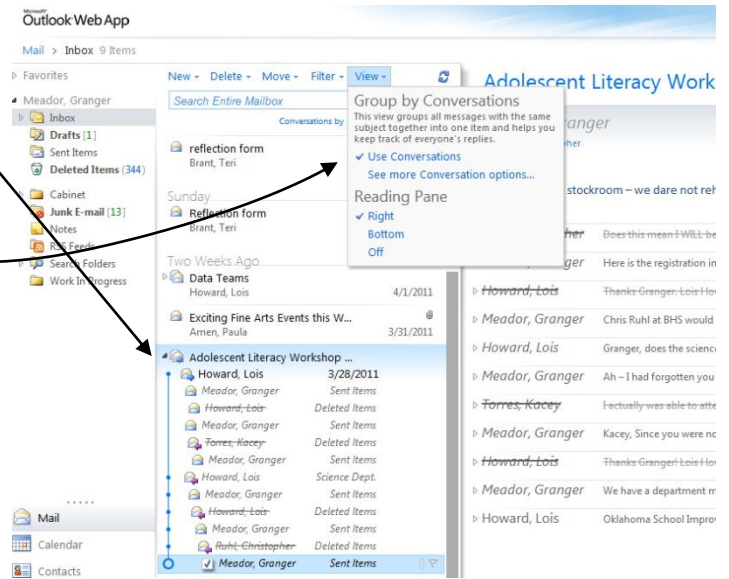 Microsoft
Outlook Web App
Mail > Inbox 9 Items
Favorites
Meador, Granger
Inbox
Drafts [1]
Sent Items
Deleted Items (344)
Cabinet
Junk E-mail [13]
Notes
RSS Feeds
Search Folders
Work In Progress
Mail
Calendar
Contacts
New Delete Move Filter View
Search Entire Mailbox
Conversations by
reflection form
Brant, Teri
Sunday
Reflection form
Brant, Teri
Two Weeks Ago
Data Teams
Howard, Lois 4/1/2011
Exciting Fine Arts Events this W...
Amen, Paula 3/31/2011
Adolescent Literacy Workshop ...
Howard, Lois 3/28/2011
Meador, Granger Sent Items
Howard, Lois Deleted Items
Meador, Granger Sent Items
Torres, Kacey Deleted Items
Meador, Granger Sent Items
Howard, Lois Science Dept.
Meador, Granger Sent Items
Howard, Lois Deleted Items
Meador, Granger Sent Items
Ruhl, Christopher Deleted Items
Meador, Granger Sent Items
Group by Conversations
This view groups all messages with the same
subject together into one item and helps you
keep track of everyone's replies.
Use Conversations
See more Conversation options...
Reading Pane
Right
Bottom
Off
Adolescent Literacy Work
stockroom – we dare not reh
Does this mean I WILL be
Here is the registration in
Howard, Lois Thanks Granger. Lois How
Meador, Granger Chris Ruhl at BHS would
Howard, Lois Granger, does the scienc
Meador, Granger Ah – I had forgotten you
Torres, Kacey I actually was able to atte
Meador, Granger Kacey, Since you were no
Howard, Lois Thanks Granger! Lois How
Meador, Granger We have a department m
Howard, Lois Oklahoma School Improv